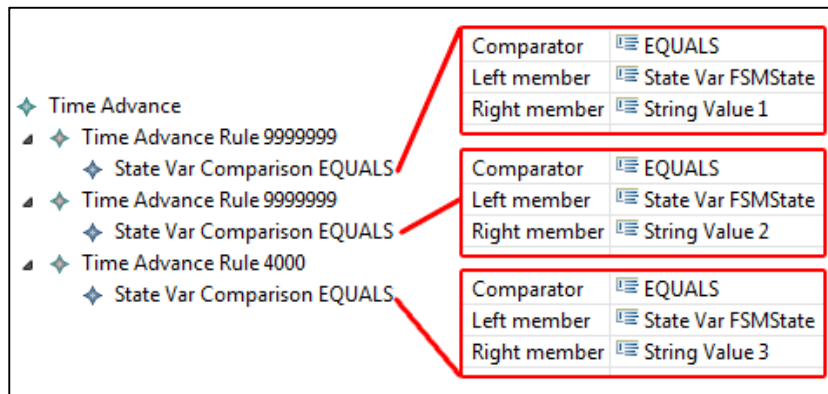 Time Advance
Time Advance Rule 9999999
State Var Comparison EQUALS
Time Advance Rule 9999999
State Var Comparison EQUALS
Time Advance Rule 4000
State Var Comparison EQUALS
Comparator EQUALS
Left member State Var FSMState
Right member String Value 1
Comparator EQUALS
Left member State Var FSMState
Right member String Value 2
Comparator EQUALS
Left member State Var FSMState
Right member String Value 3